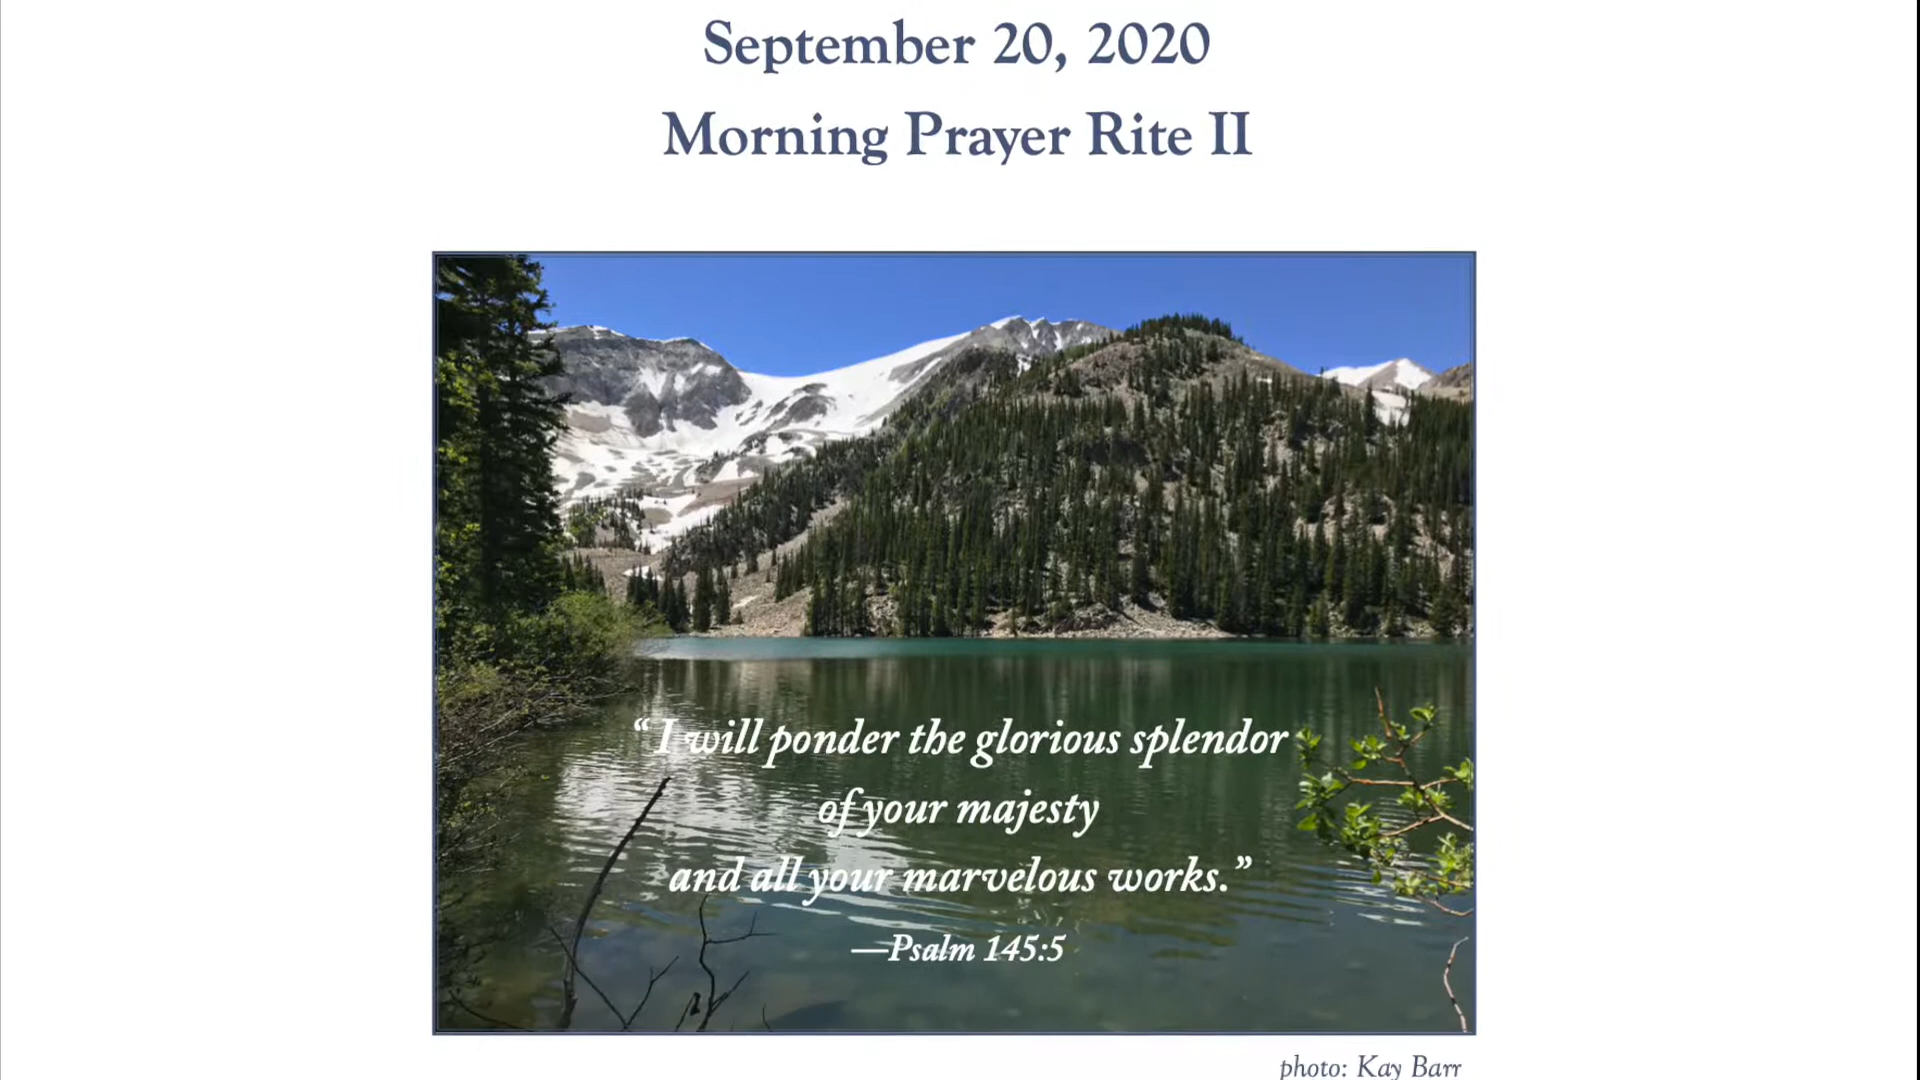 September 20, 2020
Morning Prayer Rite II
“I will ponder the glorious splendor
of your majesty
and all your marvelous works.”
—Psalm 145:5
photo: Kay Barr